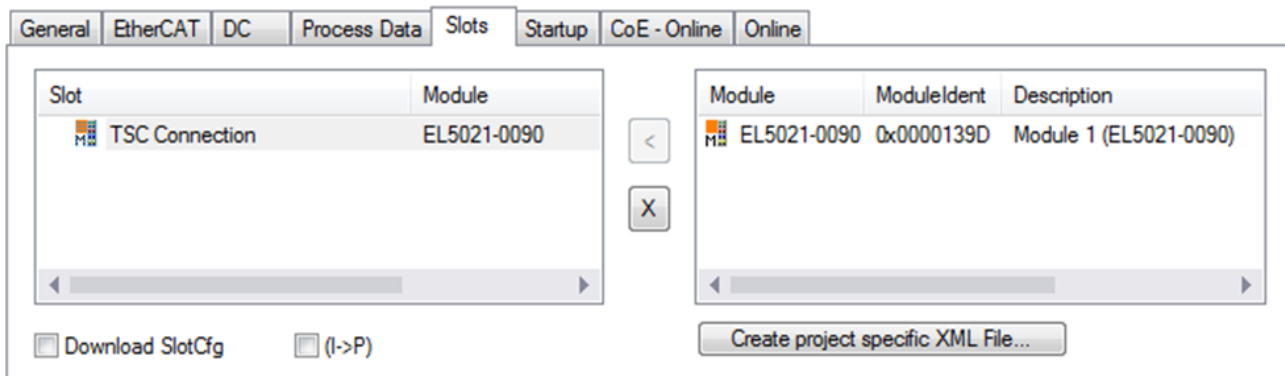 General EtherCAT DC Process Data Slots Startup CoE - Online Online
Slot Module
TSC Connection EL5021-0090
<
X
Module ModuleIdent Description
EL5021-0090 0x0000139D Module 1 (EL5021-0090)
Download SlotCfg (I->P)
Create project specific XML File...